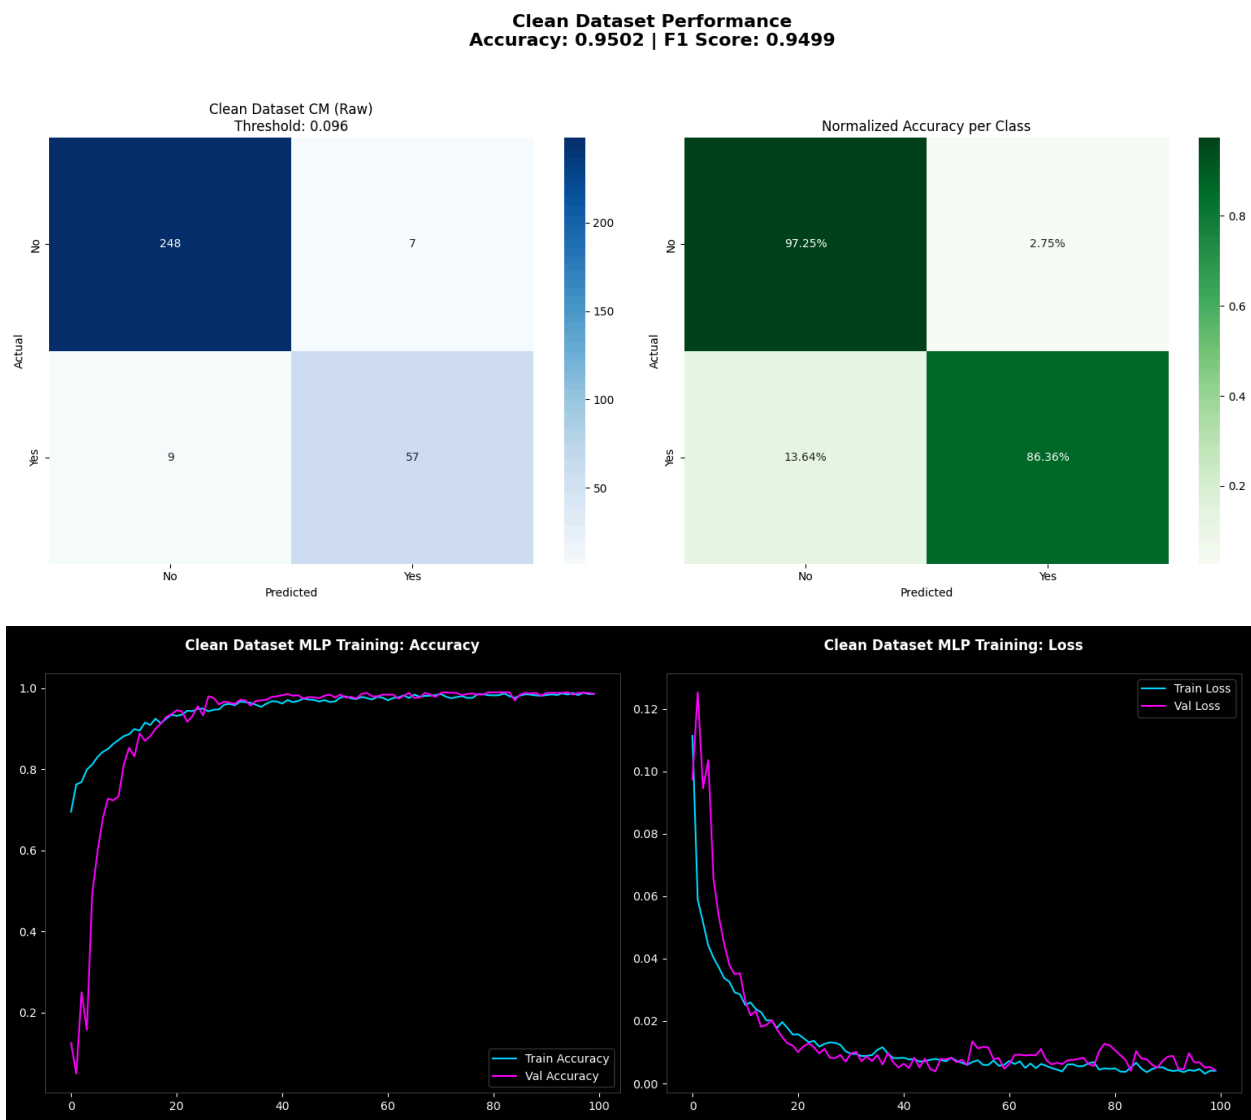 Clean Dataset Performance
Accuracy: 0.9502 | F1 Score: 0.9499
Clean Dataset CM (Raw)
Threshold: 0.096
No
Yes
Actual
248
7
9
57
No
Yes
Predicted
200
150
100
50
Normalized Accuracy per Class
No
Yes
Actual
97.25%
2.75%
13.64%
86.36%
No
Yes
Predicted
0.8
0.6
0.4
0.2
Clean Dataset MLP Training: Accuracy
1.0
0.8
0.6
0.4
0.2
0
20
40
60
80
100
Train Accuracy
Val Accuracy
Clean Dataset MLP Training: Loss
0.12
0.10
0.08
0.06
0.04
0.02
0.00
0
20
40
60
80
100
Train Loss
Val Loss